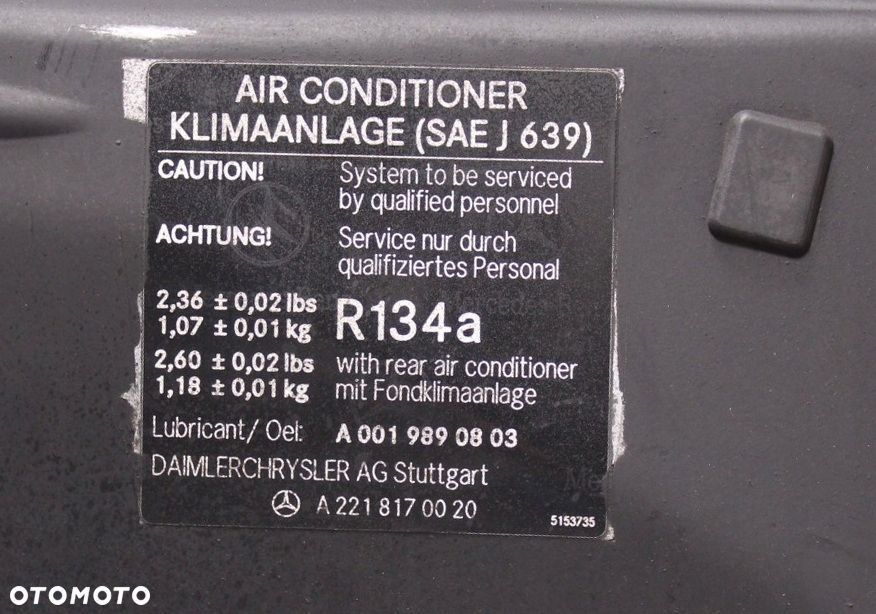 AIR CONDITIONER
KLIMAANLAGE (SAE J 639)
CAUTION! System to be serviced
by qualified personnel
ACHTUNG! Service nur durch
qualifiziertes Personal
2,36 ± 0,02 lbs
1,07 ± 0,01 kg R134a
2,60 ± 0,02 lbs with rear air conditioner
1,18 ± 0,01 kg mit Fondklimaanlage
Lubricant/ Oel: A 001 989 08 03
DAIMLERCHRYSLER AG Stuttgart
A 221 817 00 20 5153735
OTOMOTO